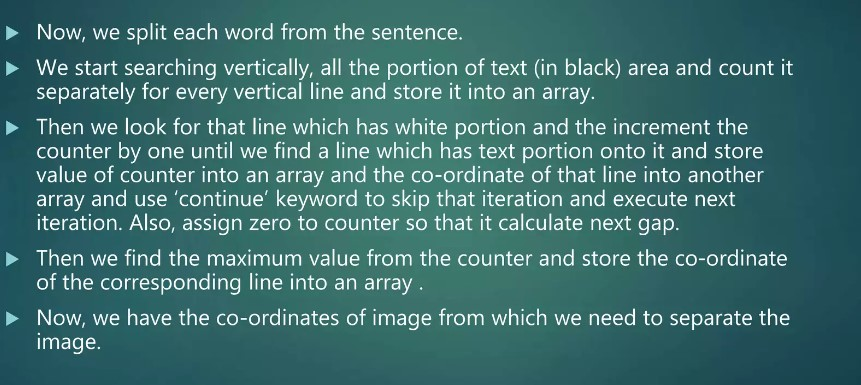 Now, we split each word from the sentence.
We start searching vertically, all the portion of text (in black) area and count it
separately for every vertical line and store it into an array.
Then we look for that line which has white portion and the increment the
counter by one until we find a line which has text portion onto it and store
value of counter into an array and the co-ordinate of that line into another
array and use ‘continue’ keyword to skip that iteration and execute next
iteration. Also, assign zero to counter so that it calculate next gap.
Then we find the maximum value from the counter and store the co-ordinate
of the corresponding line into an array .
Now, we have the co-ordinates of image from which we need to separate the
image.